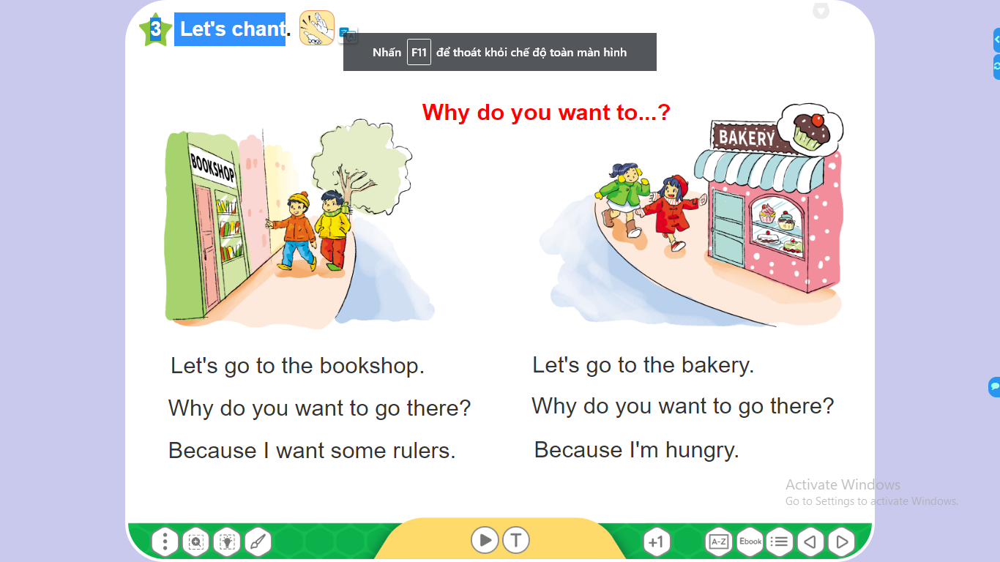 3 Let's chant.
Nhấn F11 để thoát khỏi chế độ toàn màn hình
Why do you want to...?
BOOKSHOP
BAKERY
Let's go to the bookshop.
Why do you want to go there?
Because I want some rulers.
Let's go to the bakery.
Why do you want to go there?
Because I'm hungry.
Activate Windows
Go to Settings to activate Windows.
T
+1
A-Z
Ebook